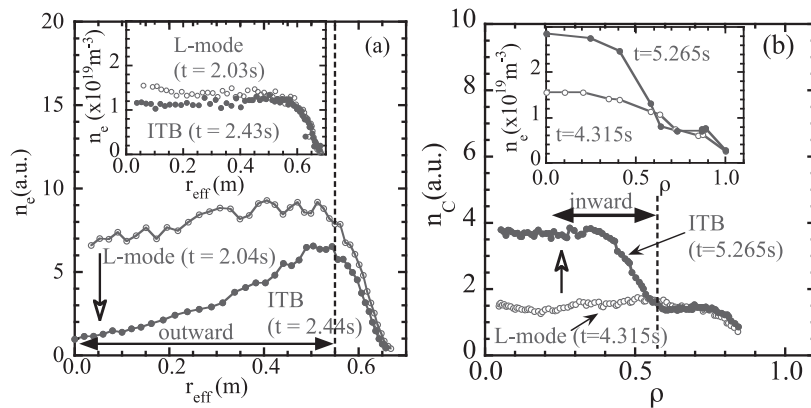 20
15
10
5
0
n_e(a.u.)
0.0 0.2 0.4 0.6
r_eff(m)
(a)
L-mode
(t = 2.03s)
ITB (t = 2.43s)
n_e (x10^19 m^-3)
2
1
0
0.0 0.2 0.4 0.6
r_eff (m)
L-mode (t = 2.04s)
ITB
(t = 2.44s)
outward
10
8
6
4
2
0
n_C (a.u.)
0.0 0.5 1.0
ρ
(b)
n_e(x10^19 m^-3)
2
1
0
0.0 0.2 0.4 0.6 0.8 1.0
ρ
t=5.265s
t=4.315s
inward
ITB
(t=5.265s)
L-mode (t=4.315s)